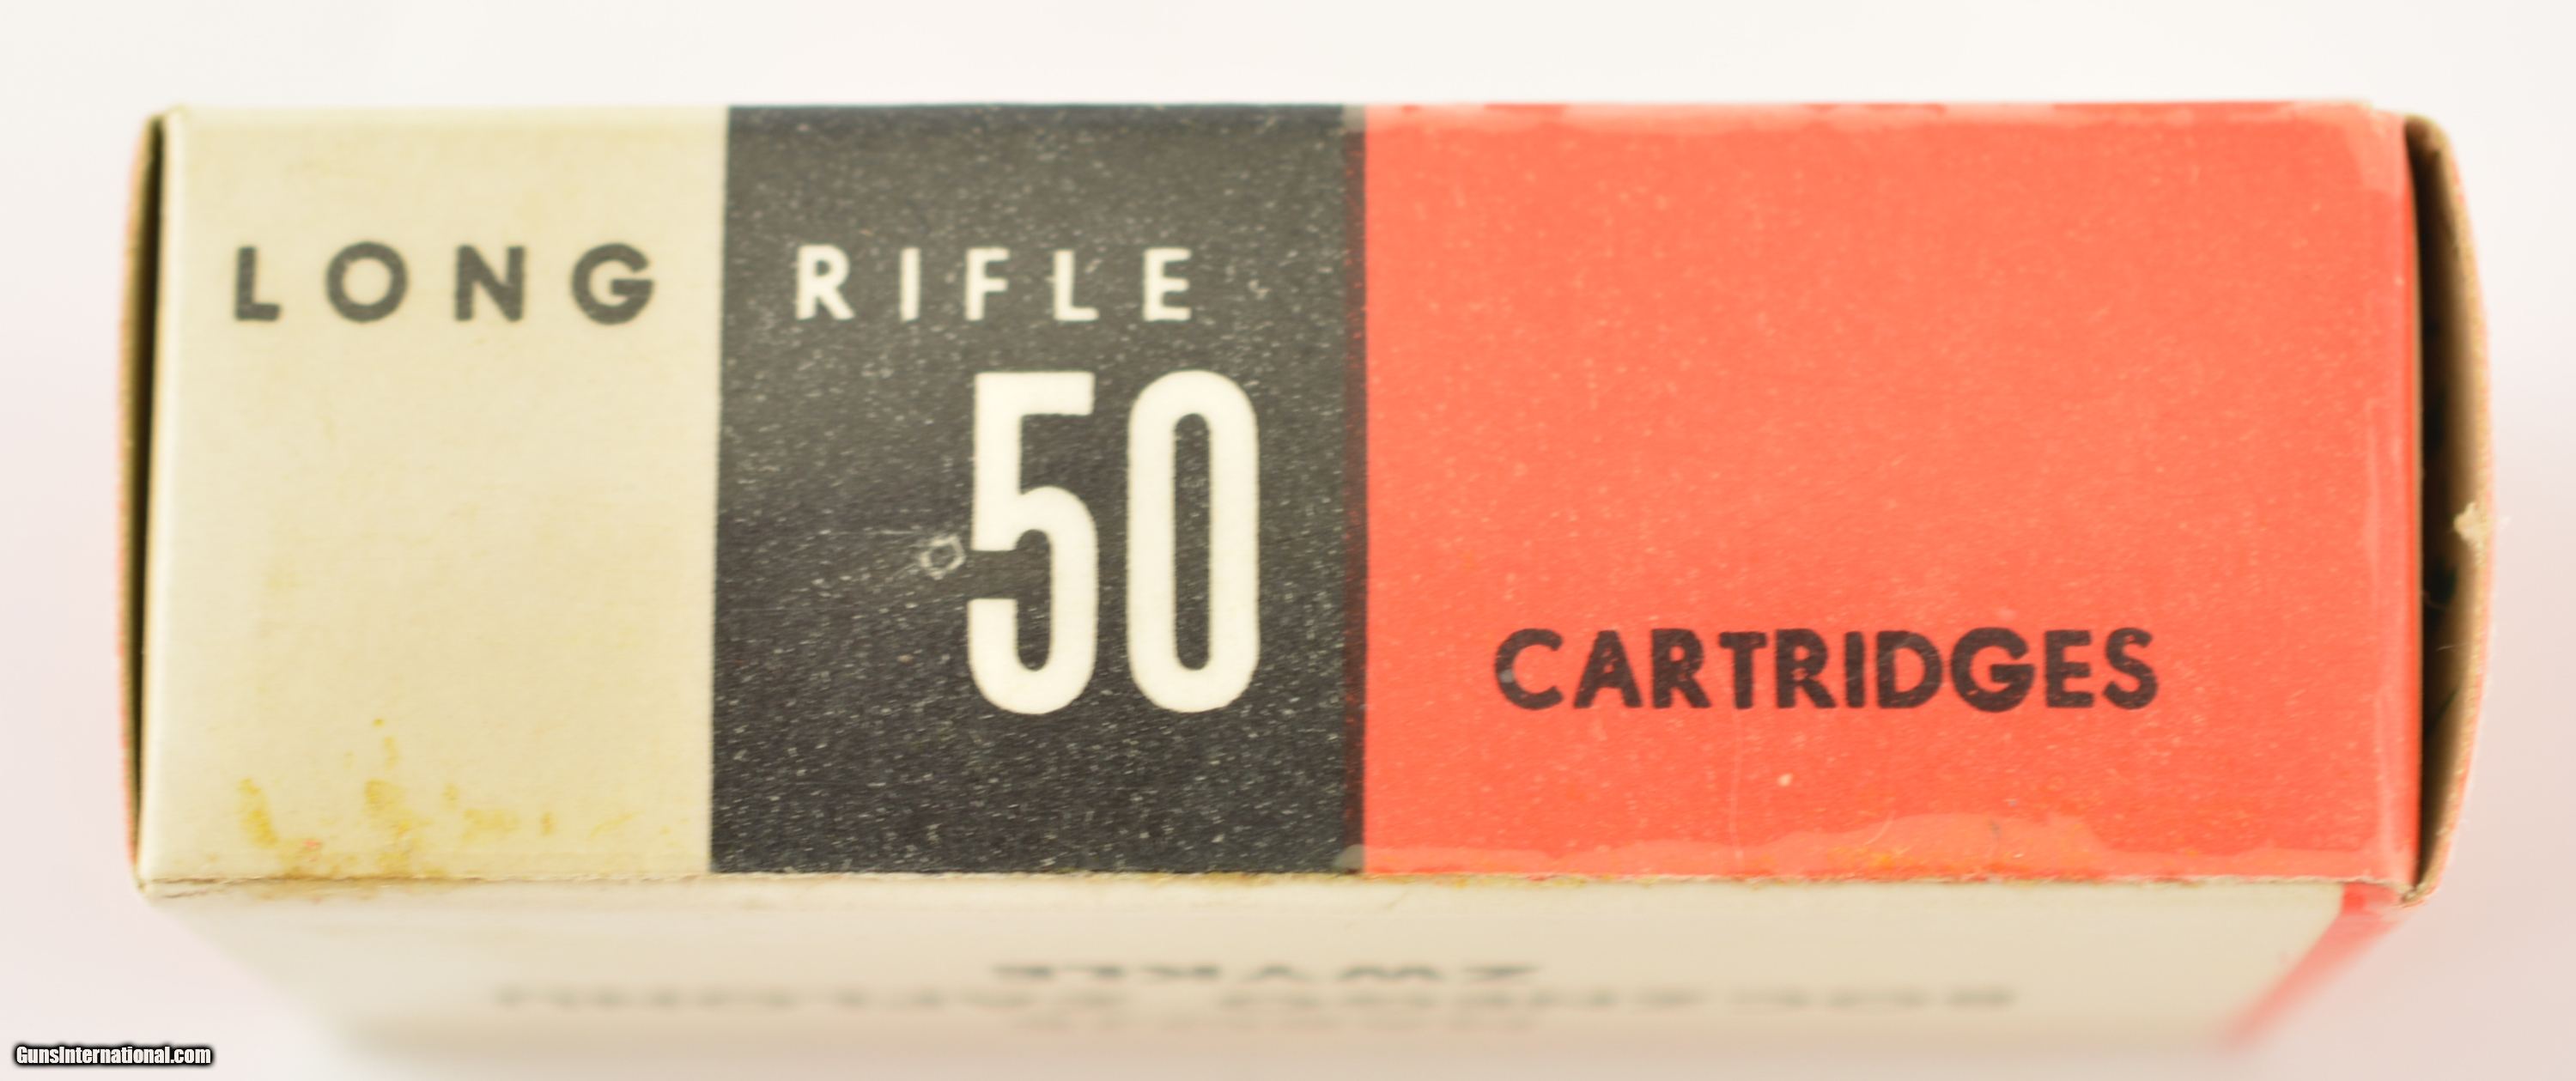 LONG RIFLE
50
CARTRIDGES
GunsInternational.com